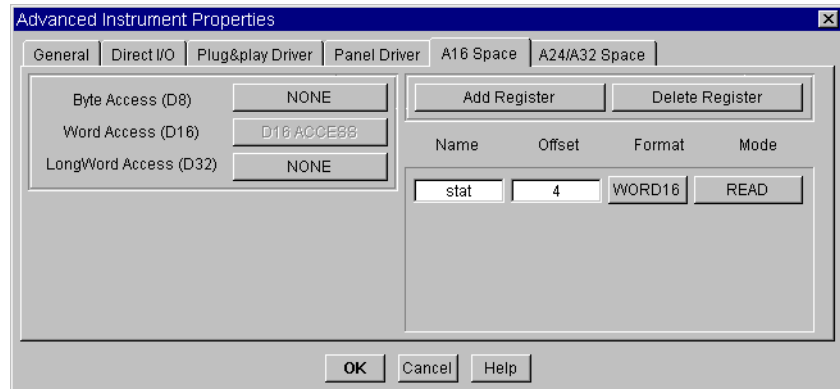 Advanced Instrument Properties
General Direct I/O Plug&play Driver Panel Driver A16 Space A24/A32 Space
Byte Access (D8) NONE
Word Access (D16) D16 ACCESS
LongWord Access (D32) NONE
Add Register Delete Register
Name Offset Format Mode
stat 4 WORD16 READ
OK Cancel Help